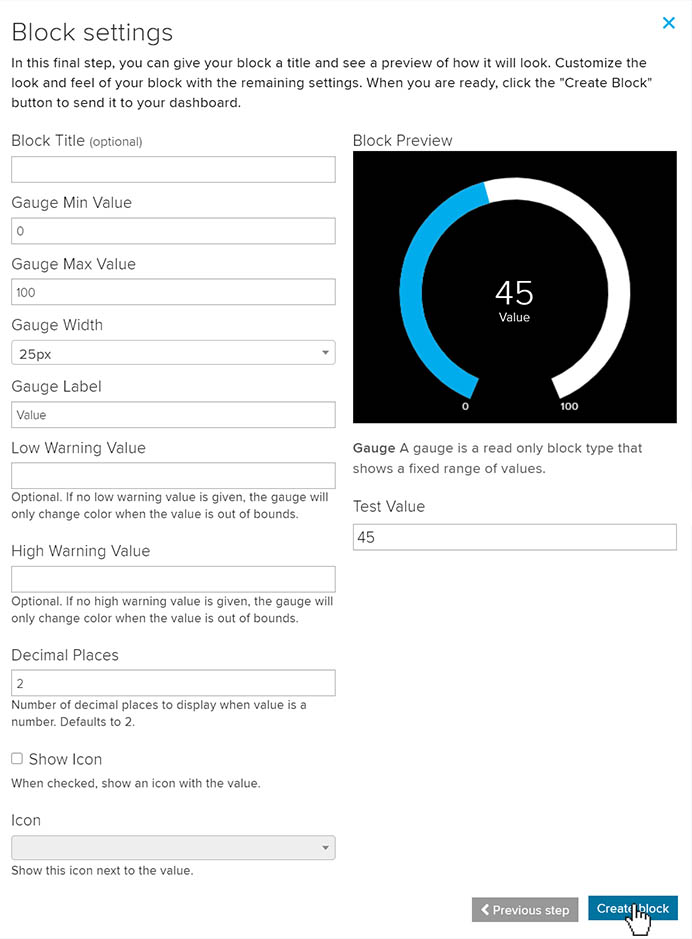 Block settings
In this final step, you can give your block a title and see a preview of how it will look. Customize the
look and feel of your block with the remaining settings. When you are ready, click the "Create Block"
button to send it to your dashboard.
Block Title (optional)
Gauge Min Value
0
Gauge Max Value
100
Gauge Width
25px
Gauge Label
Value
Low Warning Value
Optional. If no low warning value is given, the gauge will
only change color when the value is out of bounds.
High Warning Value
Optional. If no high warning value is given, the gauge will
only change color when the value is out of bounds.
Decimal Places
2
Number of decimal places to display when value is a
number. Defaults to 2.
Show Icon
When checked, show an icon with the value.
Icon
Show this icon next to the value.
Block Preview
45
Value
0 100
Gauge A gauge is a read only block type that
shows a fixed range of values.
Test Value
45
Previous step
Create block